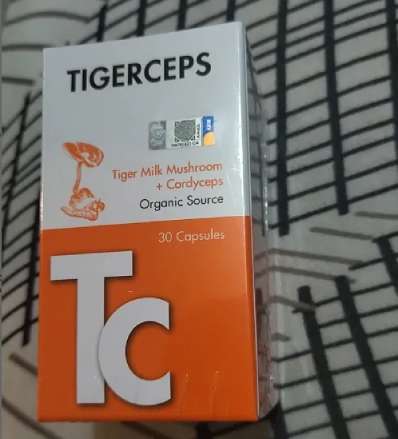 TIGERCEPS
Tiger Milk Mushroom
+ Cordyceps
Organic Source
30 Capsules
Tc